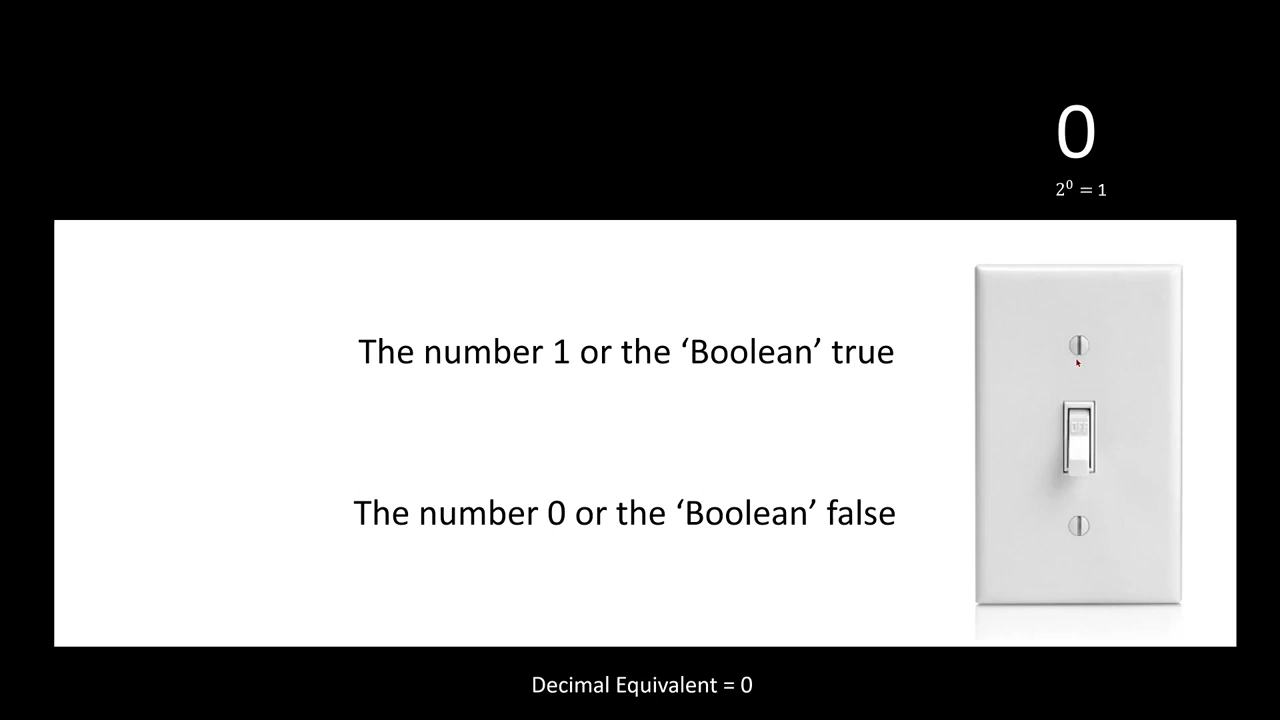 0
2⁰ = 1
The number 1 or the ‘Boolean’ true
The number 0 or the ‘Boolean’ false
Decimal Equivalent = 0